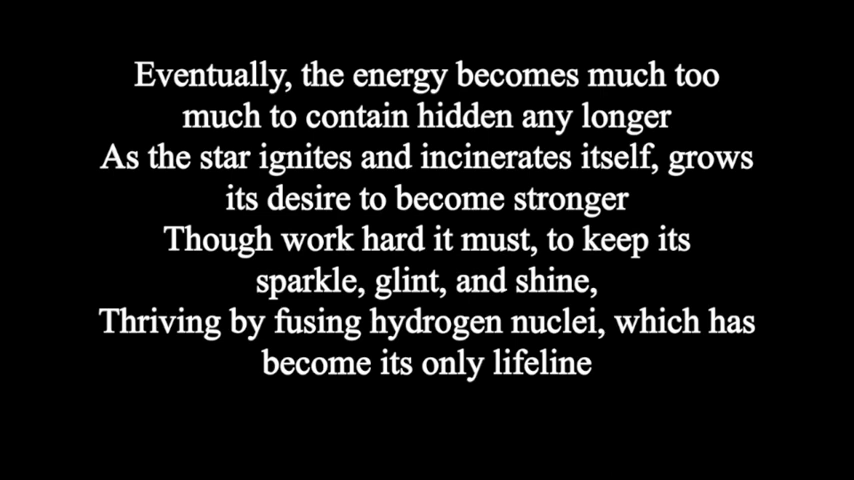 Eventually, the energy becomes much too
much to contain hidden any longer
As the star ignites and incinerates itself, grows
its desire to become stronger
Though work hard it must, to keep its
sparkle, glint, and shine,
Thriving by fusing hydrogen nuclei, which has
become its only lifeline